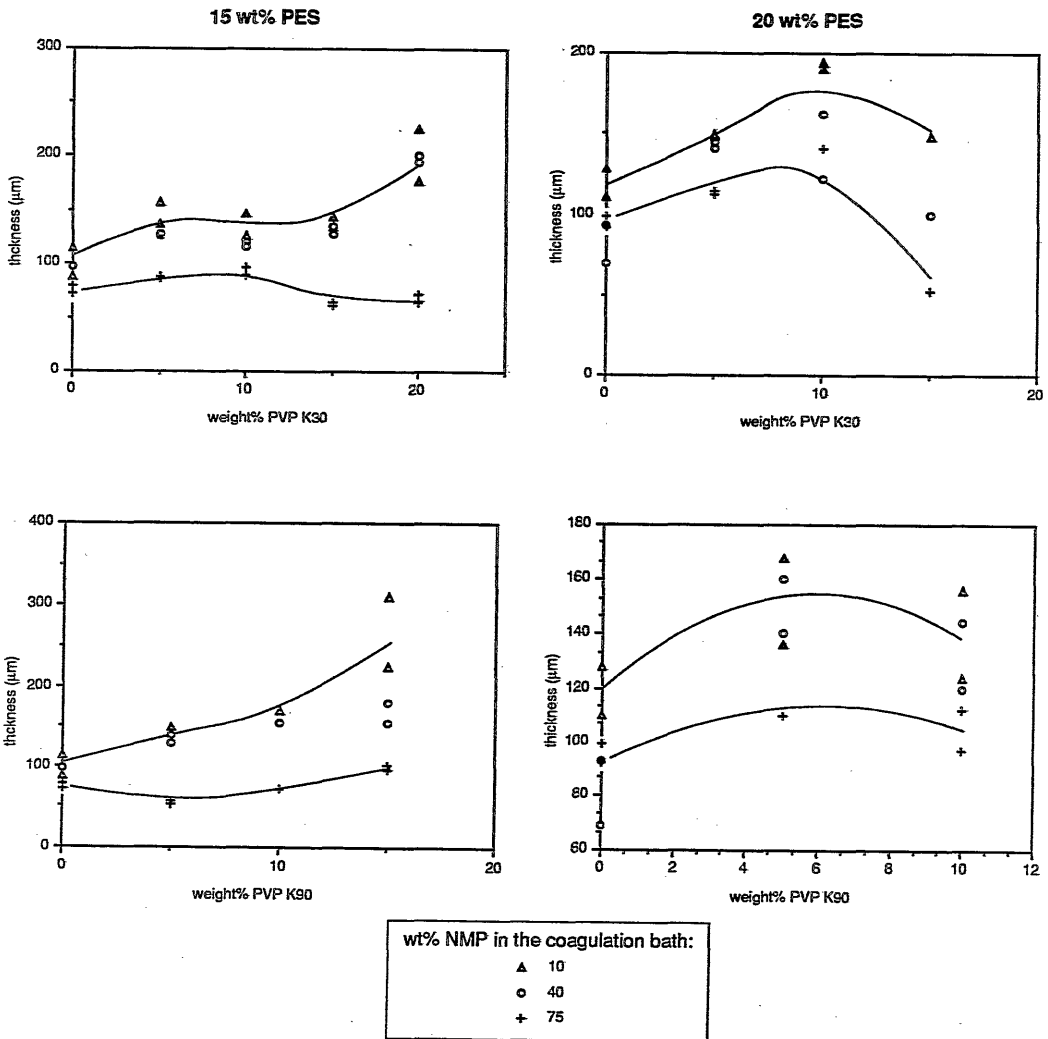 15 wt% PES
300
200
100
0
thckness (μm)
0
10
20
weight% PVP K30
20 wt% PES
200
100
0
thickness (μm)
0
10
20
weight% PVP K30
400
300
200
100
0
thckness (μm)
0
10
20
weight% PVP K90
180
160
140
120
100
80
60
thickness (μm)
0 2 4 6 8 10 12
weight% PVP K90
wt% NMP in the coagulation bath:
10
40
75